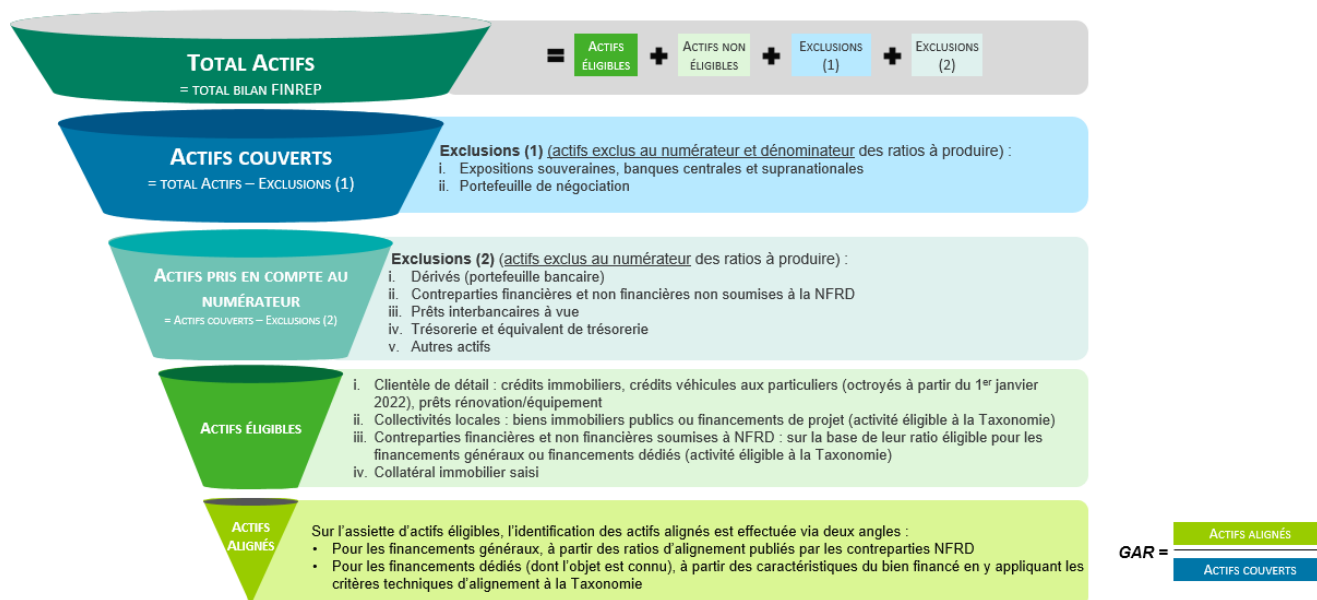 TOTAL ACTIFS
= TOTAL BILAN FINREP
= ACTIFS ÉLIGIBLES + ACTIFS NON ÉLIGIBLES + EXCLUSIONS (1) + EXCLUSIONS (2)
ACTIFS COUVERTS
= TOTAL ACTIFS – EXCLUSIONS (1)
Exclusions (1) (actifs exclus au numérateur et dénominateur des ratios à produire) :
i. Expositions souveraines, banques centrales et supranationales
ii. Portefeuille de négociation
ACTIFS PRIS EN COMPTE AU
NUMÉRATEUR
= ACTIFS COUVERTS – EXCLUSIONS (2)
Exclusions (2) (actifs exclus au numérateur des ratios à produire) :
i. Dérivés (portefeuille bancaire)
ii. Contreparties financières et non financières non soumises à la NFRD
iii. Prêts interbancaires à vue
iv. Trésorerie et équivalent de trésorerie
v. Autres actifs
ACTIFS ÉLIGIBLES
i. Clientèle de détail : crédits immobiliers, crédits véhicules aux particuliers (octroyés à partir du 1er janvier
2022), prêts rénovation/équipement
ii. Collectivités locales : biens immobiliers publics ou financements de projet (activité éligible à la Taxonomie)
iii. Contreparties financières et non financières soumises à NFRD : sur la base de leur ratio éligible pour les
financements généraux ou financements dédiés (activité éligible à la Taxonomie)
iv. Collatéral immobilier saisi
ACTIFS
ALIGNÉS
Sur l'assiette d'actifs éligibles, l'identification des actifs alignés est effectuée via deux angles :
• Pour les financements généraux, à partir des ratios d'alignement publiés par les contreparties NFRD
• Pour les financements dédiés (dont l'objet est connu), à partir des caractéristiques du bien financé en y appliquant les
critères techniques d'alignement à la Taxonomie
GAR =
ACTIFS ALIGNÉS
ACTIFS COUVERTS